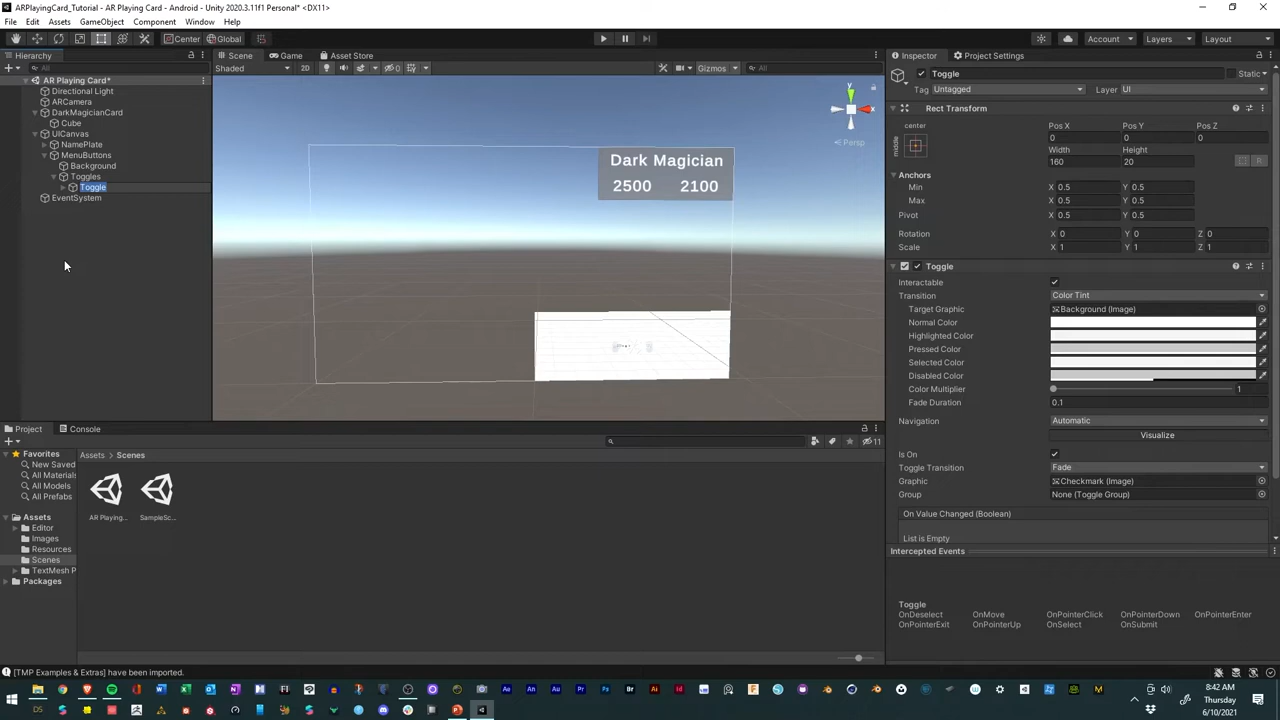 ARPlayingCard_Tutorial - AR Playing Card - Android - Unity 2020.3.11f1 Personal* <DX11>
File Edit Assets GameObject Component Window Help
Center Global
Account Layers Layout
Hierarchy
Scene Game Asset Store
Inspector Project Settings
All
Shaded 2D 0 Gizmos All
AR Playing Card*
Directional Light
ARCamera
DarkMagicianCard
Cube
UICanvas
NamePlate
MenuButtons
Background
Toggles
Toggle
EventSystem
y
x
Persp
Dark Magician
2500 2100
Toggle Static
Tag Untagged Layer UI
Rect Transform
center Pos X Pos Y Pos Z
middle 0 0 0
Width Height
160 20 R
Anchors
Min X 0.5 Y 0.5
Max X 0.5 Y 0.5
Pivot X 0.5 Y 0.5
Rotation X 0 Y 0 Z 0
Scale X 1 Y 1 Z 1
Toggle
Interactable
Transition Color Tint
Target Graphic Background (Image)
Normal Color
Highlighted Color
Pressed Color
Selected Color
Disabled Color
Color Multiplier 1
Fade Duration 0.1
Navigation Automatic
Visualize
Is On
Toggle Transition Fade
Graphic Checkmark (Image)
Group None (Toggle Group)
On Value Changed (Boolean)
List is Empty
Intercepted Events
Toggle
OnDeselect OnMove OnPointerClick OnPointerDown OnPointerEnter
OnPointerExit OnPointerUp OnSelect OnSubmit
Project Console
11
Favorites
New Saved
All Materials
All Models
All Prefabs
Assets
Editor
Images
Resources
Scenes
TextMesh P
Packages
Assets Scenes
AR Playing... SampleSc...
[TMP Examples & Extras] have been imported.
8:42 AM
Thursday
6/10/2021